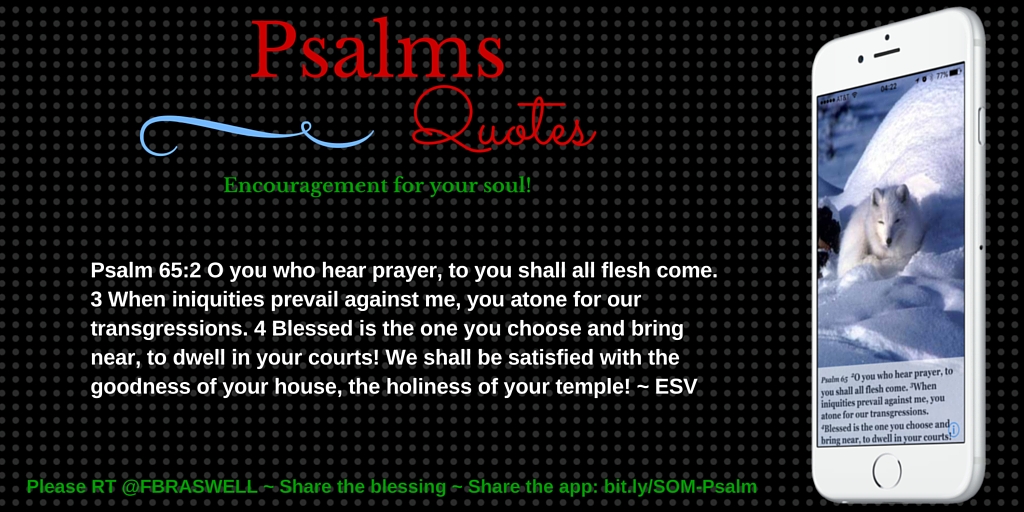 Psalms
Quotes
Encouragement for your soul!
Psalm 65:2 O you who hear prayer, to you shall all flesh come.
3 When iniquities prevail against me, you atone for our
transgressions. 4 Blessed is the one you choose and bring
near, to dwell in your courts! We shall be satisfied with the
goodness of your house, the holiness of your temple! ~ ESV
Please RT @FBRASWELL ~ Share the blessing ~ Share the app: bit.ly/SOM-Psalm
AT&T 04:22 77%
Psalm 65 ²O you who hear prayer, to
you shall all flesh come. ³When
iniquities prevail against me, you
atone for our transgressions.
⁴Blessed is the one you choose and
bring near, to dwell in your courts!